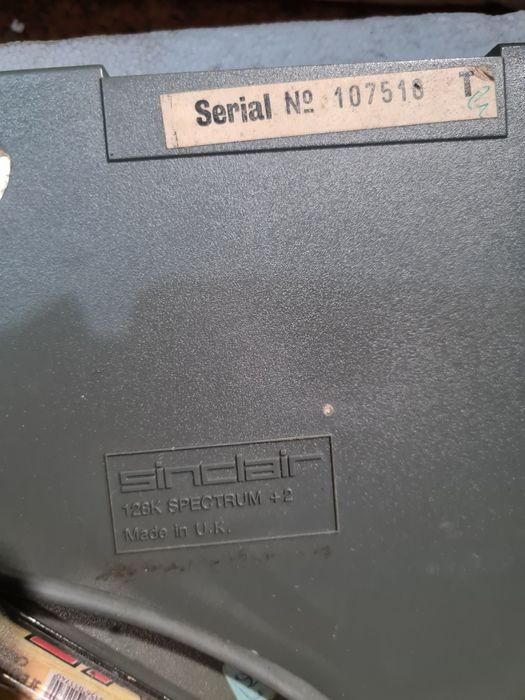 Serial Nº 107518 T
sinclair
128K SPECTRUM +2
Made in U.K.